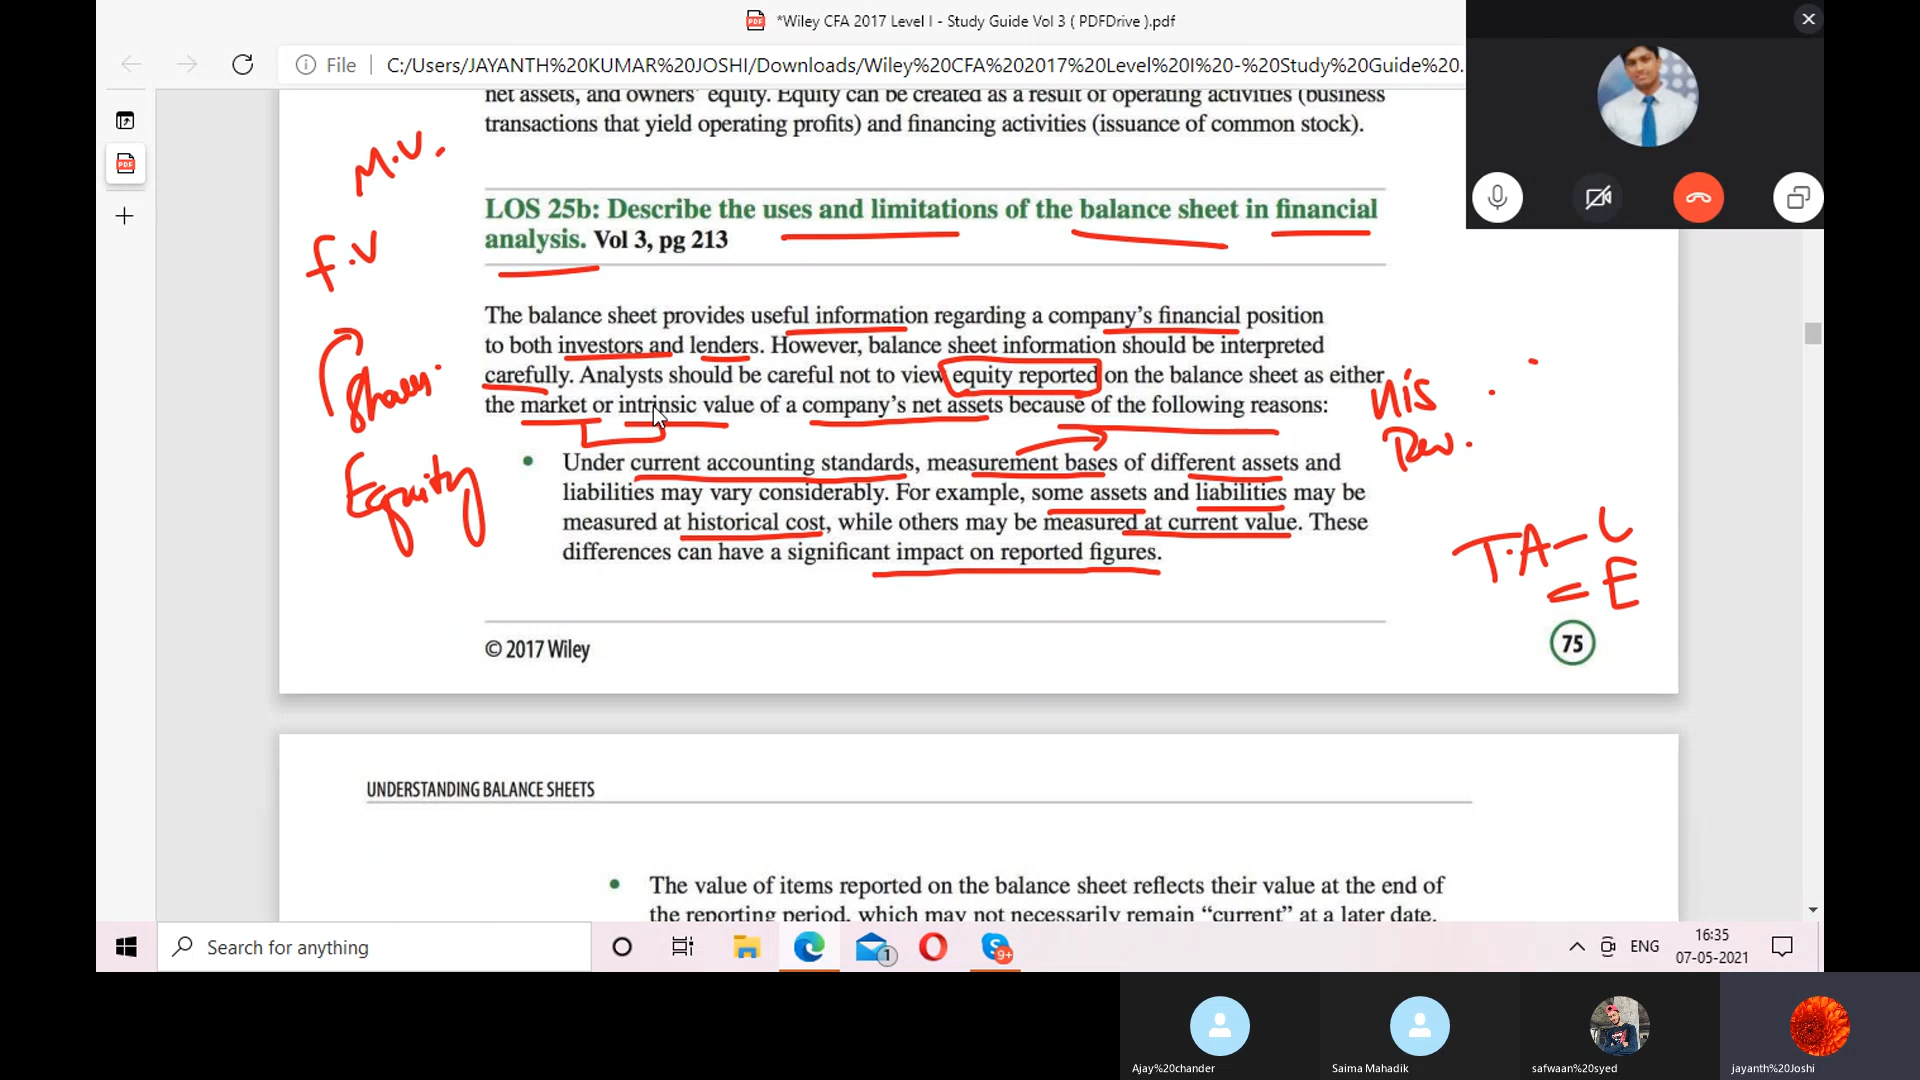 *Wiley CFA 2017 Level I - Study Guide Vol 3 ( PDFDrive ).pdf
File
C:/Users/JAYANTH%20KUMAR%20JOSHI/Downloads/Wiley%20CFA%202017%20Level%20I%20-%20Study%20Guide%20.
net assets, and owners' equity. Equity can be created as a result of operating activities (business
transactions that yield operating profits) and financing activities (issuance of common stock).
M.V.
LOS 25b: Describe the uses and limitations of the balance sheet in financial
analysis. Vol 3, pg 213
f.v
The balance sheet provides useful information regarding a company's financial position
to both investors and lenders. However, balance sheet information should be interpreted
carefully. Analysts should be careful not to view equity reported on the balance sheet as either
the market or intrinsic value of a company's net assets because of the following reasons:
Equity
• Under current accounting standards, measurement bases of different assets and
liabilities may vary considerably. For example, some assets and liabilities may be
measured at historical cost, while others may be measured at current value. These
differences can have a significant impact on reported figures.
T.A - L
= E
© 2017 Wiley
75
UNDERSTANDING BALANCE SHEETS
• The value of items reported on the balance sheet reflects their value at the end of
the reporting period, which may not necessarily remain "current" at a later date.
Search for anything
1
9+
ENG
16:35
07-05-2021
Ajay%20chander
Saima Mahadik
safwaan%20syed
jayanth%20Joshi